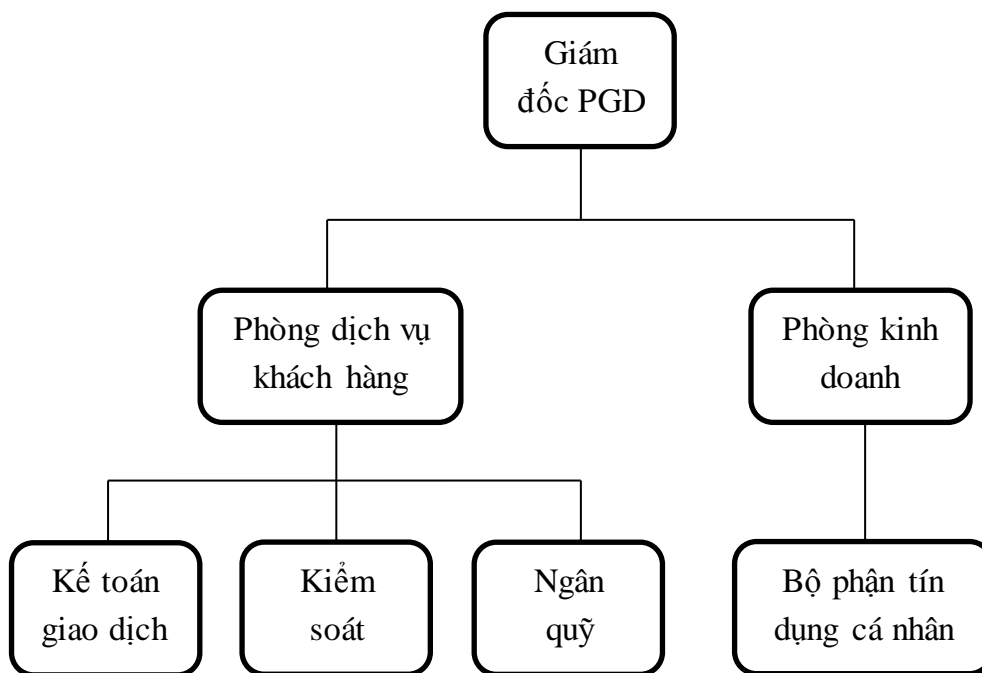 Giám
đốc PGD
Phòng dịch vụ
khách hàng
Phòng kinh
doanh
Kế toán
giao dịch
Kiểm
soát
Ngân
quỹ
Bộ phận tín
dụng cá nhân